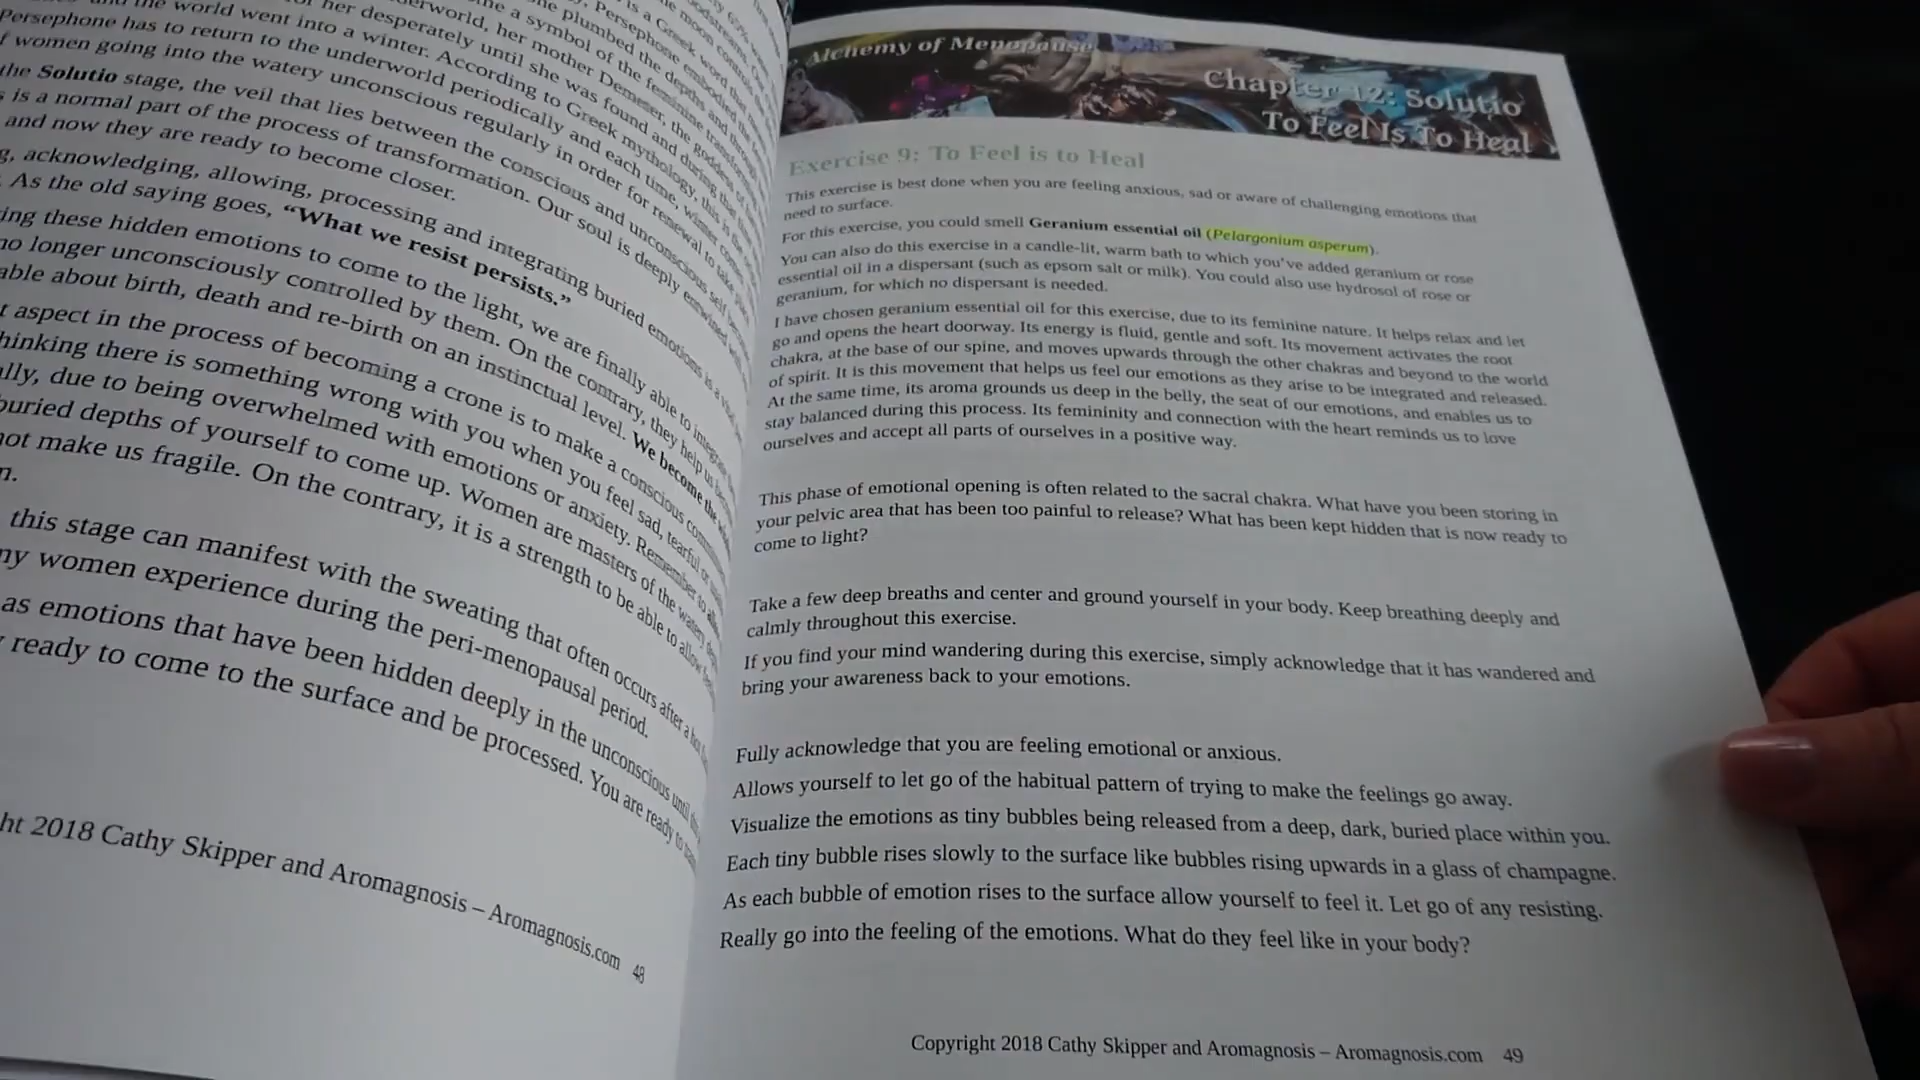 and the world went into a winter. According to Greek mythology, this is the
Persephone has to return to the underworld periodically and each time, winter comes
f women going into the watery unconscious regularly in order for renewal to take
the Solutio stage, the veil that lies between the conscious and unconscious self
s is a normal part of the process of transformation. Our soul is deeply entwined
and now they are ready to become closer.
g, acknowledging, allowing, processing and integrating buried emotions is a
As the old saying goes, “What we resist persists.”
ing these hidden emotions to come to the light, we are finally able to integrate
no longer unconsciously controlled by them. On the contrary, they help us
able about birth, death and re-birth on an instinctual level. We become the
t aspect in the process of becoming a crone is to make a conscious
hinking there is something wrong with you when you feel sad, tearful or
lly, due to being overwhelmed with emotions or anxiety. Remember to
buried depths of yourself to come up. Women are masters of the watery
not make us fragile. On the contrary, it is a strength to be able to allow
n.
this stage can manifest with the sweating that often occurs after a hot
ny women experience during the peri-menopausal period.
as emotions that have been hidden deeply in the unconscious until
y ready to come to the surface and be processed. You are ready to
ht 2018 Cathy Skipper and Aromagnosis – Aromagnosis.com 48
Alchemy of Menopause
Chapter 12: Solutio
To Feel Is To Heal
Exercise 9: To Feel is to Heal
This exercise is best done when you are feeling anxious, sad or aware of challenging emotions that
need to surface.
For this exercise, you could smell Geranium essential oil (Pelargonium asperum).
You can also do this exercise in a candle-lit, warm bath to which you've added geranium or rose
essential oil in a dispersant (such as epsom salt or milk). You could also use hydrosol of rose or
geranium, for which no dispersant is needed.
I have chosen geranium essential oil for this exercise, due to its feminine nature. It helps relax and let
go and opens the heart doorway. Its energy is fluid, gentle and soft. Its movement activates the root
chakra, at the base of our spine, and moves upwards through the other chakras and beyond to the world
of spirit. It is this movement that helps us feel our emotions as they arise to be integrated and released.
At the same time, its aroma grounds us deep in the belly, the seat of our emotions, and enables us to
stay balanced during this process. Its femininity and connection with the heart reminds us to love
ourselves and accept all parts of ourselves in a positive way.
This phase of emotional opening is often related to the sacral chakra. What have you been storing in
your pelvic area that has been too painful to release? What has been kept hidden that is now ready to
come to light?
Take a few deep breaths and center and ground yourself in your body. Keep breathing deeply and
calmly throughout this exercise.
If you find your mind wandering during this exercise, simply acknowledge that it has wandered and
bring your awareness back to your emotions.
Fully acknowledge that you are feeling emotional or anxious.
Allows yourself to let go of the habitual pattern of trying to make the feelings go away.
Visualize the emotions as tiny bubbles being released from a deep, dark, buried place within you.
Each tiny bubble rises slowly to the surface like bubbles rising upwards in a glass of champagne.
As each bubble of emotion rises to the surface allow yourself to feel it. Let go of any resisting.
Really go into the feeling of the emotions. What do they feel like in your body?
Copyright 2018 Cathy Skipper and Aromagnosis – Aromagnosis.com 49